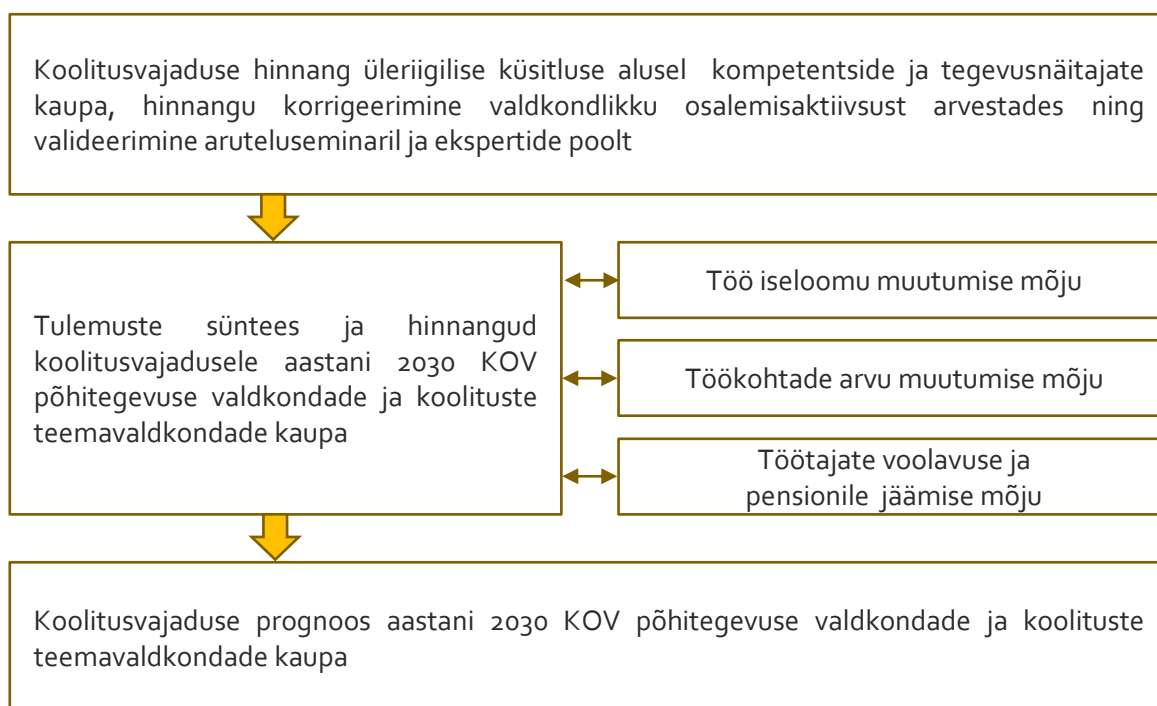 Koolitusvajaduse hinnang üleriigilise küsitluse alusel kompetentside ja tegevusnäitajate
kaupa, hinnangu korrigeerimine valdkondlikku osalemisaktiivsust arvestades ning
valideerimine aruteluseminaril ja ekspertide poolt
Tulemuste süntees ja hinnangud
koolitusvajadusele aastani 2030 KOV
põhitegevuse valdkondade ja koolituste
teemavaldkondade kaupa
Töö iseloomu muutumise mõju
Töökohtade arvu muutumise mõju
Töötajate voolavuse ja
pensionile jäämise mõju
Koolitusvajaduse prognoos aastani 2030 KOV põhitegevuse valdkondade ja koolituste
teemavaldkondade kaupa